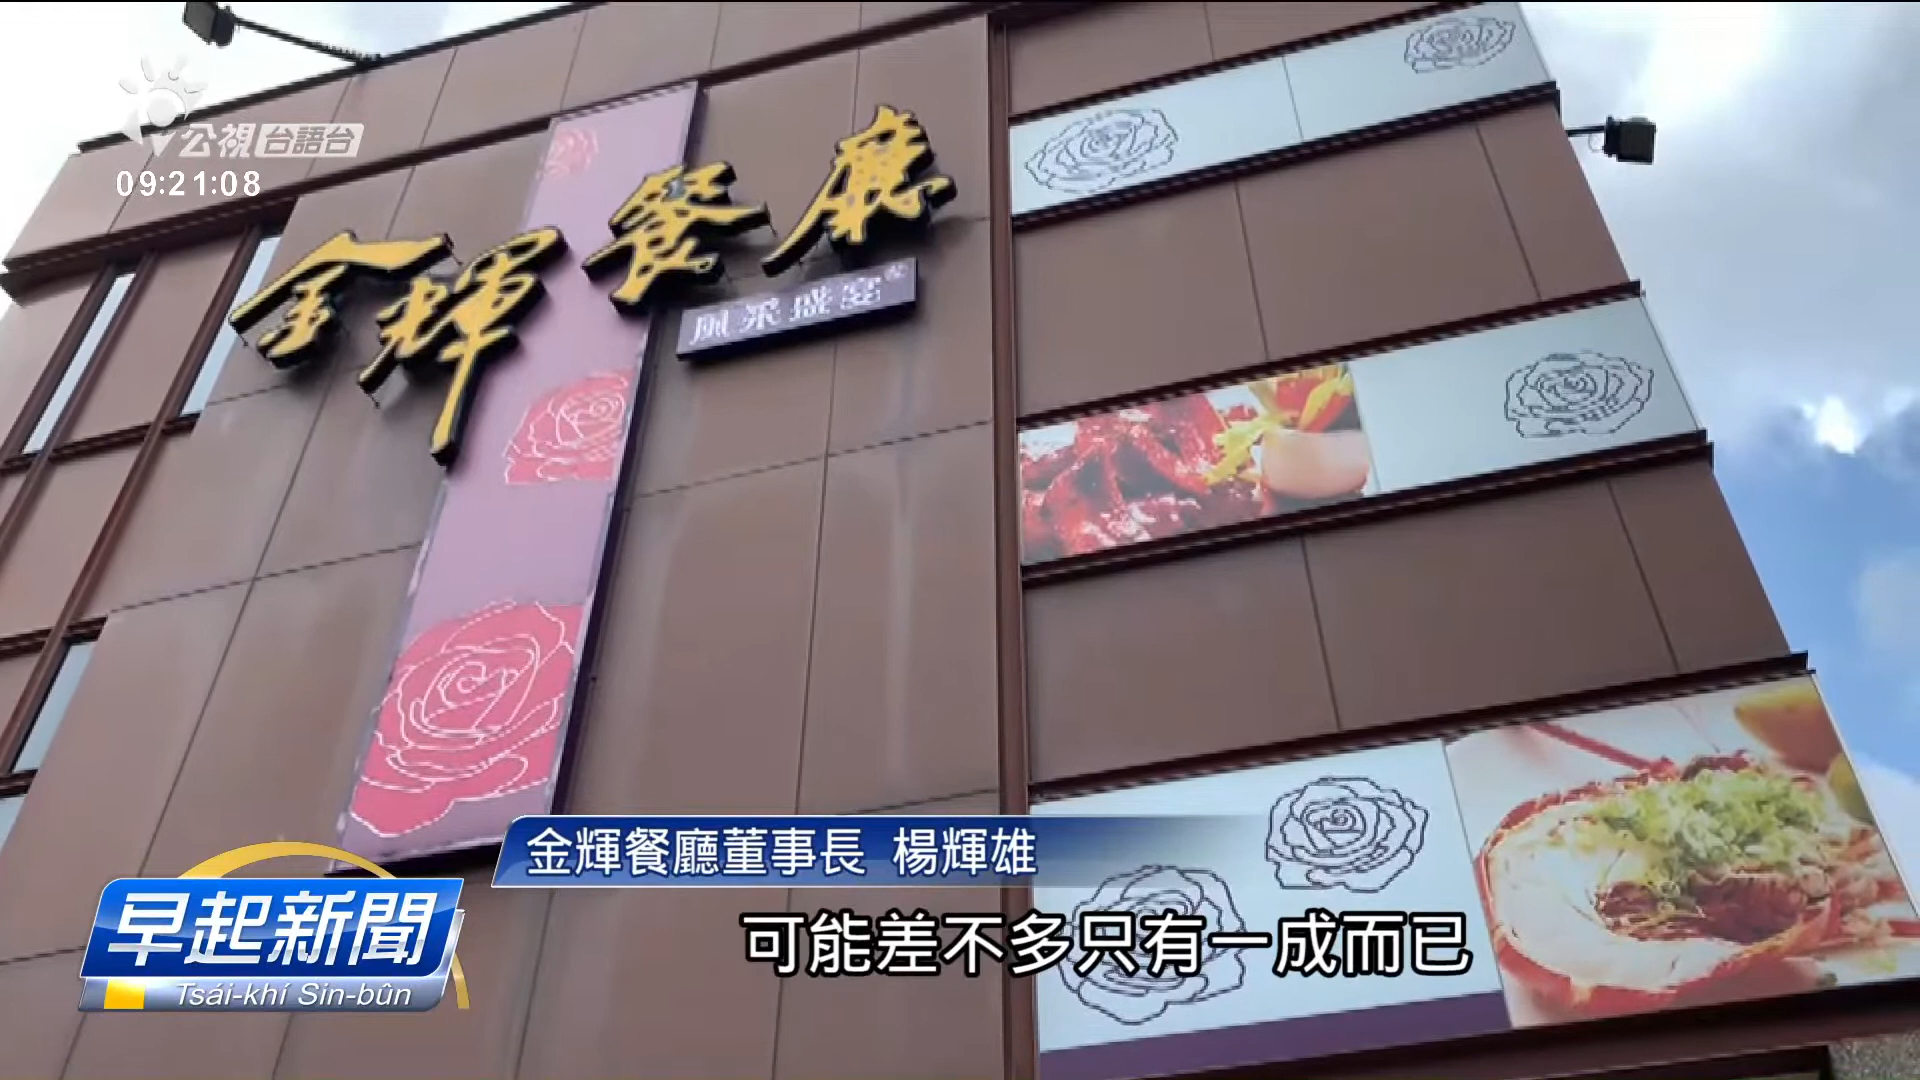 公視台語台
09:21:08
金輝餐廳
風采盛宴®
金輝餐廳董事長 楊輝雄
早起新聞
Tsái-khí Sin-bûn
可能差不多只有一成而已